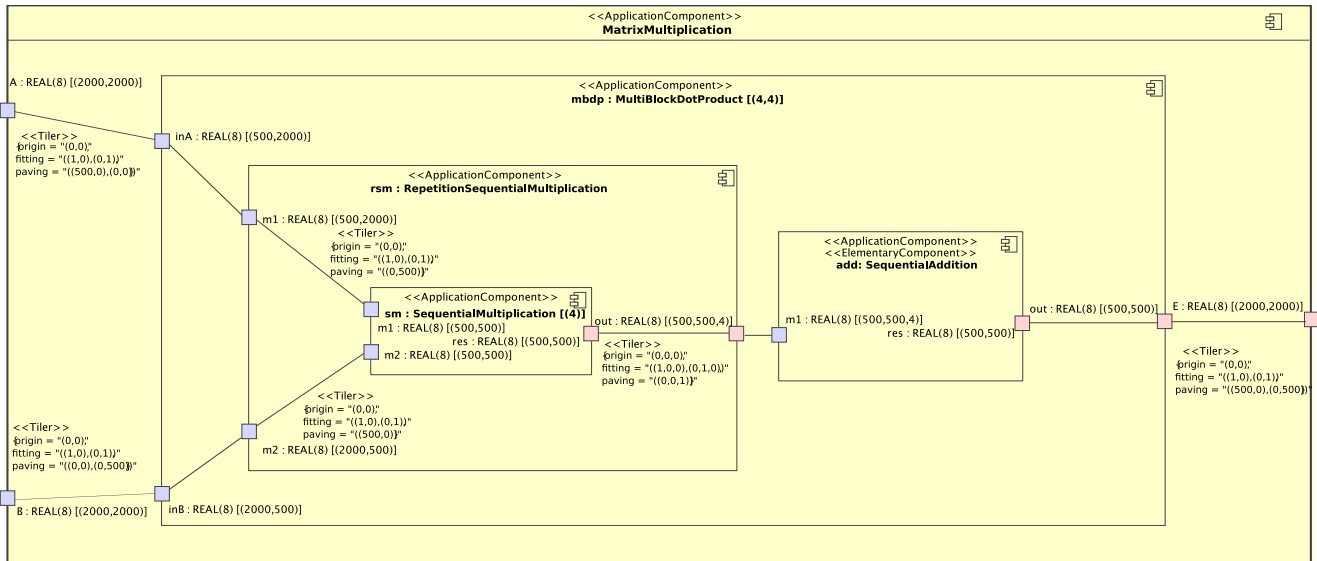 <<ApplicationComponent>>
MatrixMultiplication
A : REAL(8) [(2000,2000)]
<<Tiler>>
{origin = "(0,0)",
fitting = "((1,0),(0,1))",
paving = "((500,0),(0,0))"}
<<ApplicationComponent>>
mbdp : MultiBlockDotProduct [(4,4)]
inA : REAL(8) [(500,2000)]
<<ApplicationComponent>>
rsm : RepetitionSequentialMultiplication
m1 : REAL(8) [(500,2000)]
<<Tiler>>
{origin = "(0,0)",
fitting = "((1,0),(0,1))",
paving = "((0,500))"}
<<ApplicationComponent>>
sm : SequentialMultiplication [(4)]
m1 : REAL(8) [(500,500)]
res : REAL(8) [(500,500)]
m2 : REAL(8) [(500,500)]
out : REAL(8) [(500,500,4)]
<<Tiler>>
{origin = "(0,0,0)",
fitting = "((1,0,0),(0,1,0))",
paving = "((0,0,1))"}
<<Tiler>>
{origin = "(0,0)",
fitting = "((1,0),(0,1))",
paving = "((500,0))"}
m2 : REAL(8) [(2000,500)]
<<ApplicationComponent>>
<<ElementaryComponent>>
add: SequentialAddition
m1 : REAL(8) [(500,500,4)]
res : REAL(8) [(500,500)]
out : REAL(8) [(500,500)]
E : REAL(8) [(2000,2000)]
<<Tiler>>
{origin = "(0,0)",
fitting = "((1,0),(0,1))",
paving = "((500,0),(0,500))"}
<<Tiler>>
{origin = "(0,0)",
fitting = "((1,0),(0,1))",
paving = "((0,0),(0,500))"}
B : REAL(8) [(2000,2000)]
inB : REAL(8) [(2000,500)]